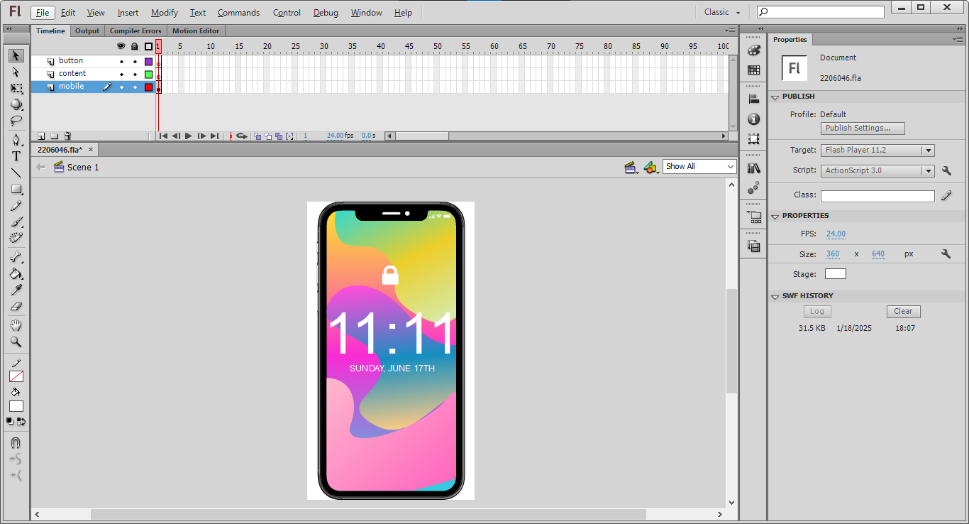 Fl File Edit View Insert Modify Text Commands Control Debug Window Help Classic
Timeline Output Compiler Errors Motion Editor
1 5 10 15 20 25 30 35 40 45 50 55 60 65 70 75 80 85 90 95 100
button
content
mobile
1 24.00 fps 0.0 s
2206046.fla* ×
Scene 1 Show All
11:11
SUNDAY, JUNE 17TH
Properties
Fl Document
2206046.fla
PUBLISH
Profile: Default
Publish Settings...
Target: Flash Player 11.2
Script: ActionScript 3.0
Class:
PROPERTIES
FPS: 24.00
Size: 360 x 640 px
Stage:
SWF HISTORY
Log Clear
31.5 KB 1/18/2025 18:07